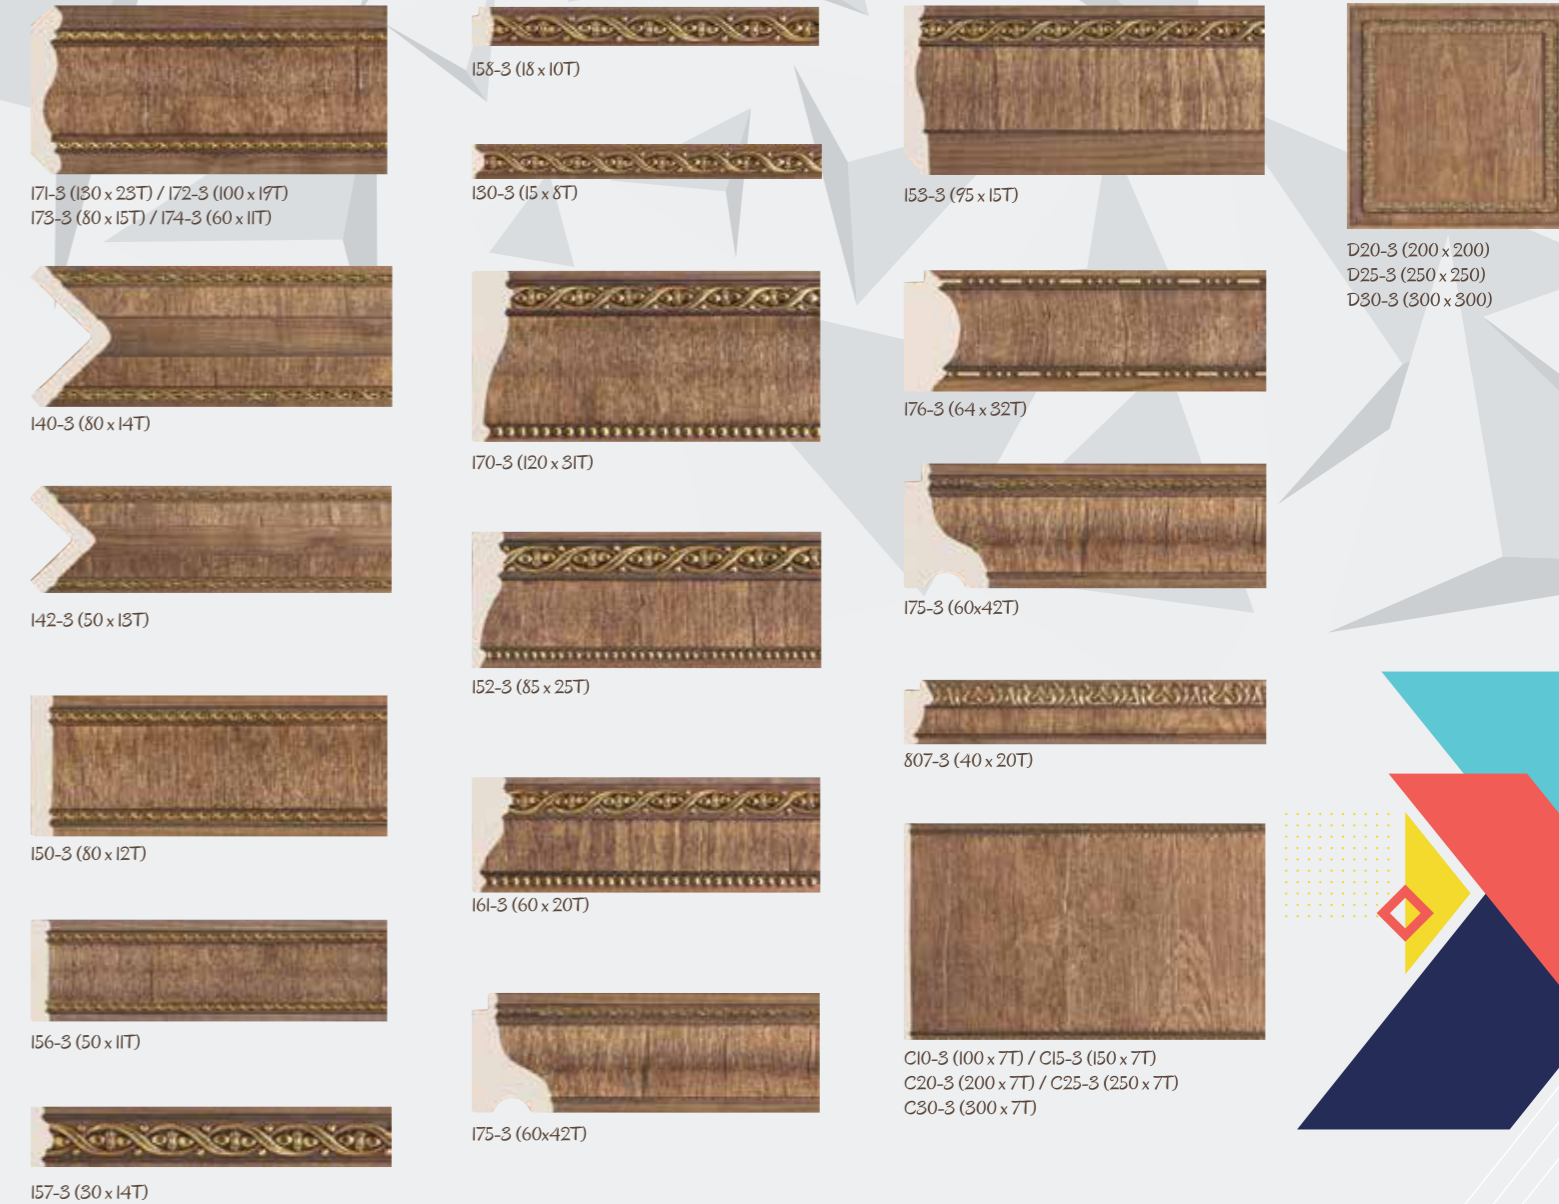 171-3 (130 x 23T) / 172-3 (100 x 19T)
173-3 (80 x 15T) / 174-3 (60 x 11T)
140-3 (80 x 14T)
142-3 (50 x 13T)
150-3 (80 x 12T)
156-3 (50 x 11T)
157-3 (30 x 14T)
158-3 (18 x 10T)
130-3 (15 x 8T)
170-3 (120 x 31T)
152-3 (85 x 25T)
161-3 (60 x 20T)
175-3 (60x42T)
153-3 (95 x 15T)
176-3 (64 x 32T)
175-3 (60x42T)
807-3 (40 x 20T)
C10-3 (100 x 7T) / C15-3 (150 x 7T)
C20-3 (200 x 7T) / C25-3 (250 x 7T)
C30-3 (300 x 7T)
D20-3 (200 x 200)
D25-3 (250 x 250)
D30-3 (300 x 300)